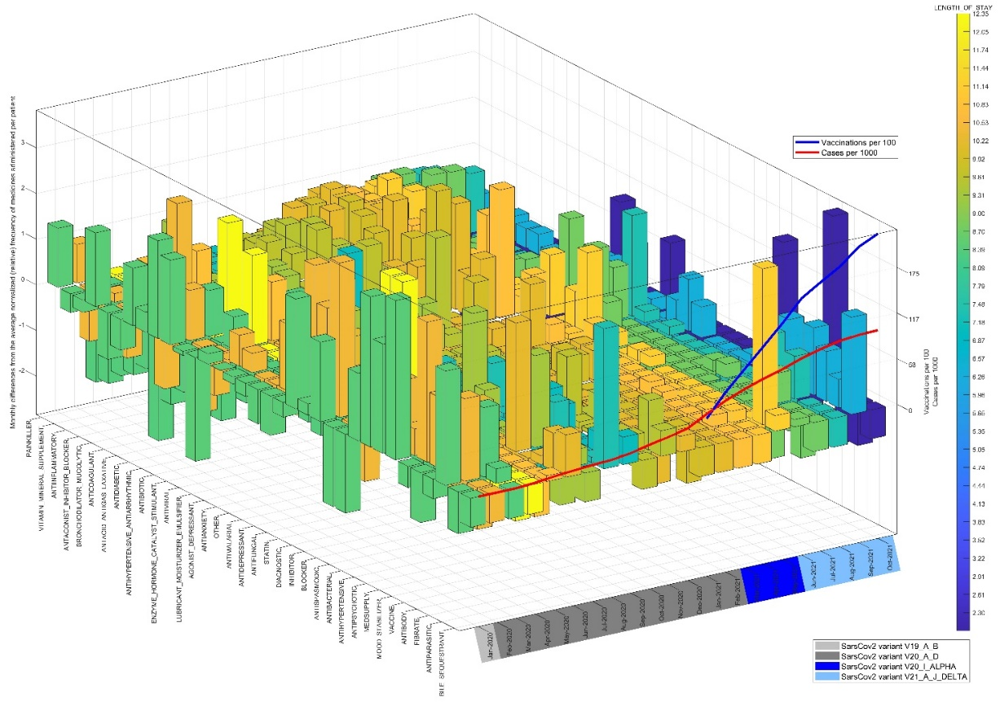 LENGTH_OF_STAY
12.35
12.05
11.74
11.44
11.14
10.83
10.53
10.22
9.92
9.61
9.31
9.00
8.70
8.39
8.09
7.79
7.48
7.18
6.87
6.57
6.26
5.96
5.66
5.35
5.05
4.74
4.44
4.13
3.83
3.52
3.22
2.92
2.61
2.30
Vaccinations per 100
Cases per 1000
Monthly differences from the average normalized (relative) frequency of medicines administered per patient
3
2
1
0
-1
-2
175
117
0
Vaccinations per 100
Cases per 1000
PAINKILLER
VITAMIN_MINERAL_SUPPLEMENT
ANTIINFLAMMATORY
ANTAGONIST_INHIBITOR_BLOCKER
BRONCHODILATOR_MUCOLYTIC
ANTICOAGULANT
ANTACID_ANTIGAS_LAXATIVE
ANTIDIABETIC
ANTIHYPERTENSIVE_ANTIARRHYTHMIC
ANTIBIOTIC
ENZYME_HORMONE_CATALYST_STIMULANT
ANTIVIRAL
LUBRICANT_MOISTURIZER_EMULSIFIER
AGONIST_DEPRESSANT
ANTIANXIETY
OTHER
ANTIMALARIAL
ANTIDEPRESSANT
ANTIFUNGAL
STATIN
DIAGNOSTIC
INHIBITOR
BLOCKER
ANTISPASMODIC
ANTIBACTERIAL
ANTIHYPERTENSIVE
ANTIPSYCHOTIC
MEDSUPPLY
MOOD_STABILIZER
VACCINE
ANTIBODY
FIBRATE
ANTIPARASITIC
BILE_SEQUESTRANT
Jan-2020
Feb-2020
Mar-2020
Apr-2020
May-2020
Jun-2020
Jul-2020
Aug-2020
Sep-2020
Oct-2020
Nov-2020
Dec-2020
Jan-2021
Feb-2021
Jun-2021
Jul-2021
Aug-2021
Sep-2021
Oct-2021
SarsCov2 variant V19_A_B
SarsCov2 variant V20_A_D
SarsCov2 variant V20_I_ALPHA
SarsCov2 variant V21_A_J_DELTA